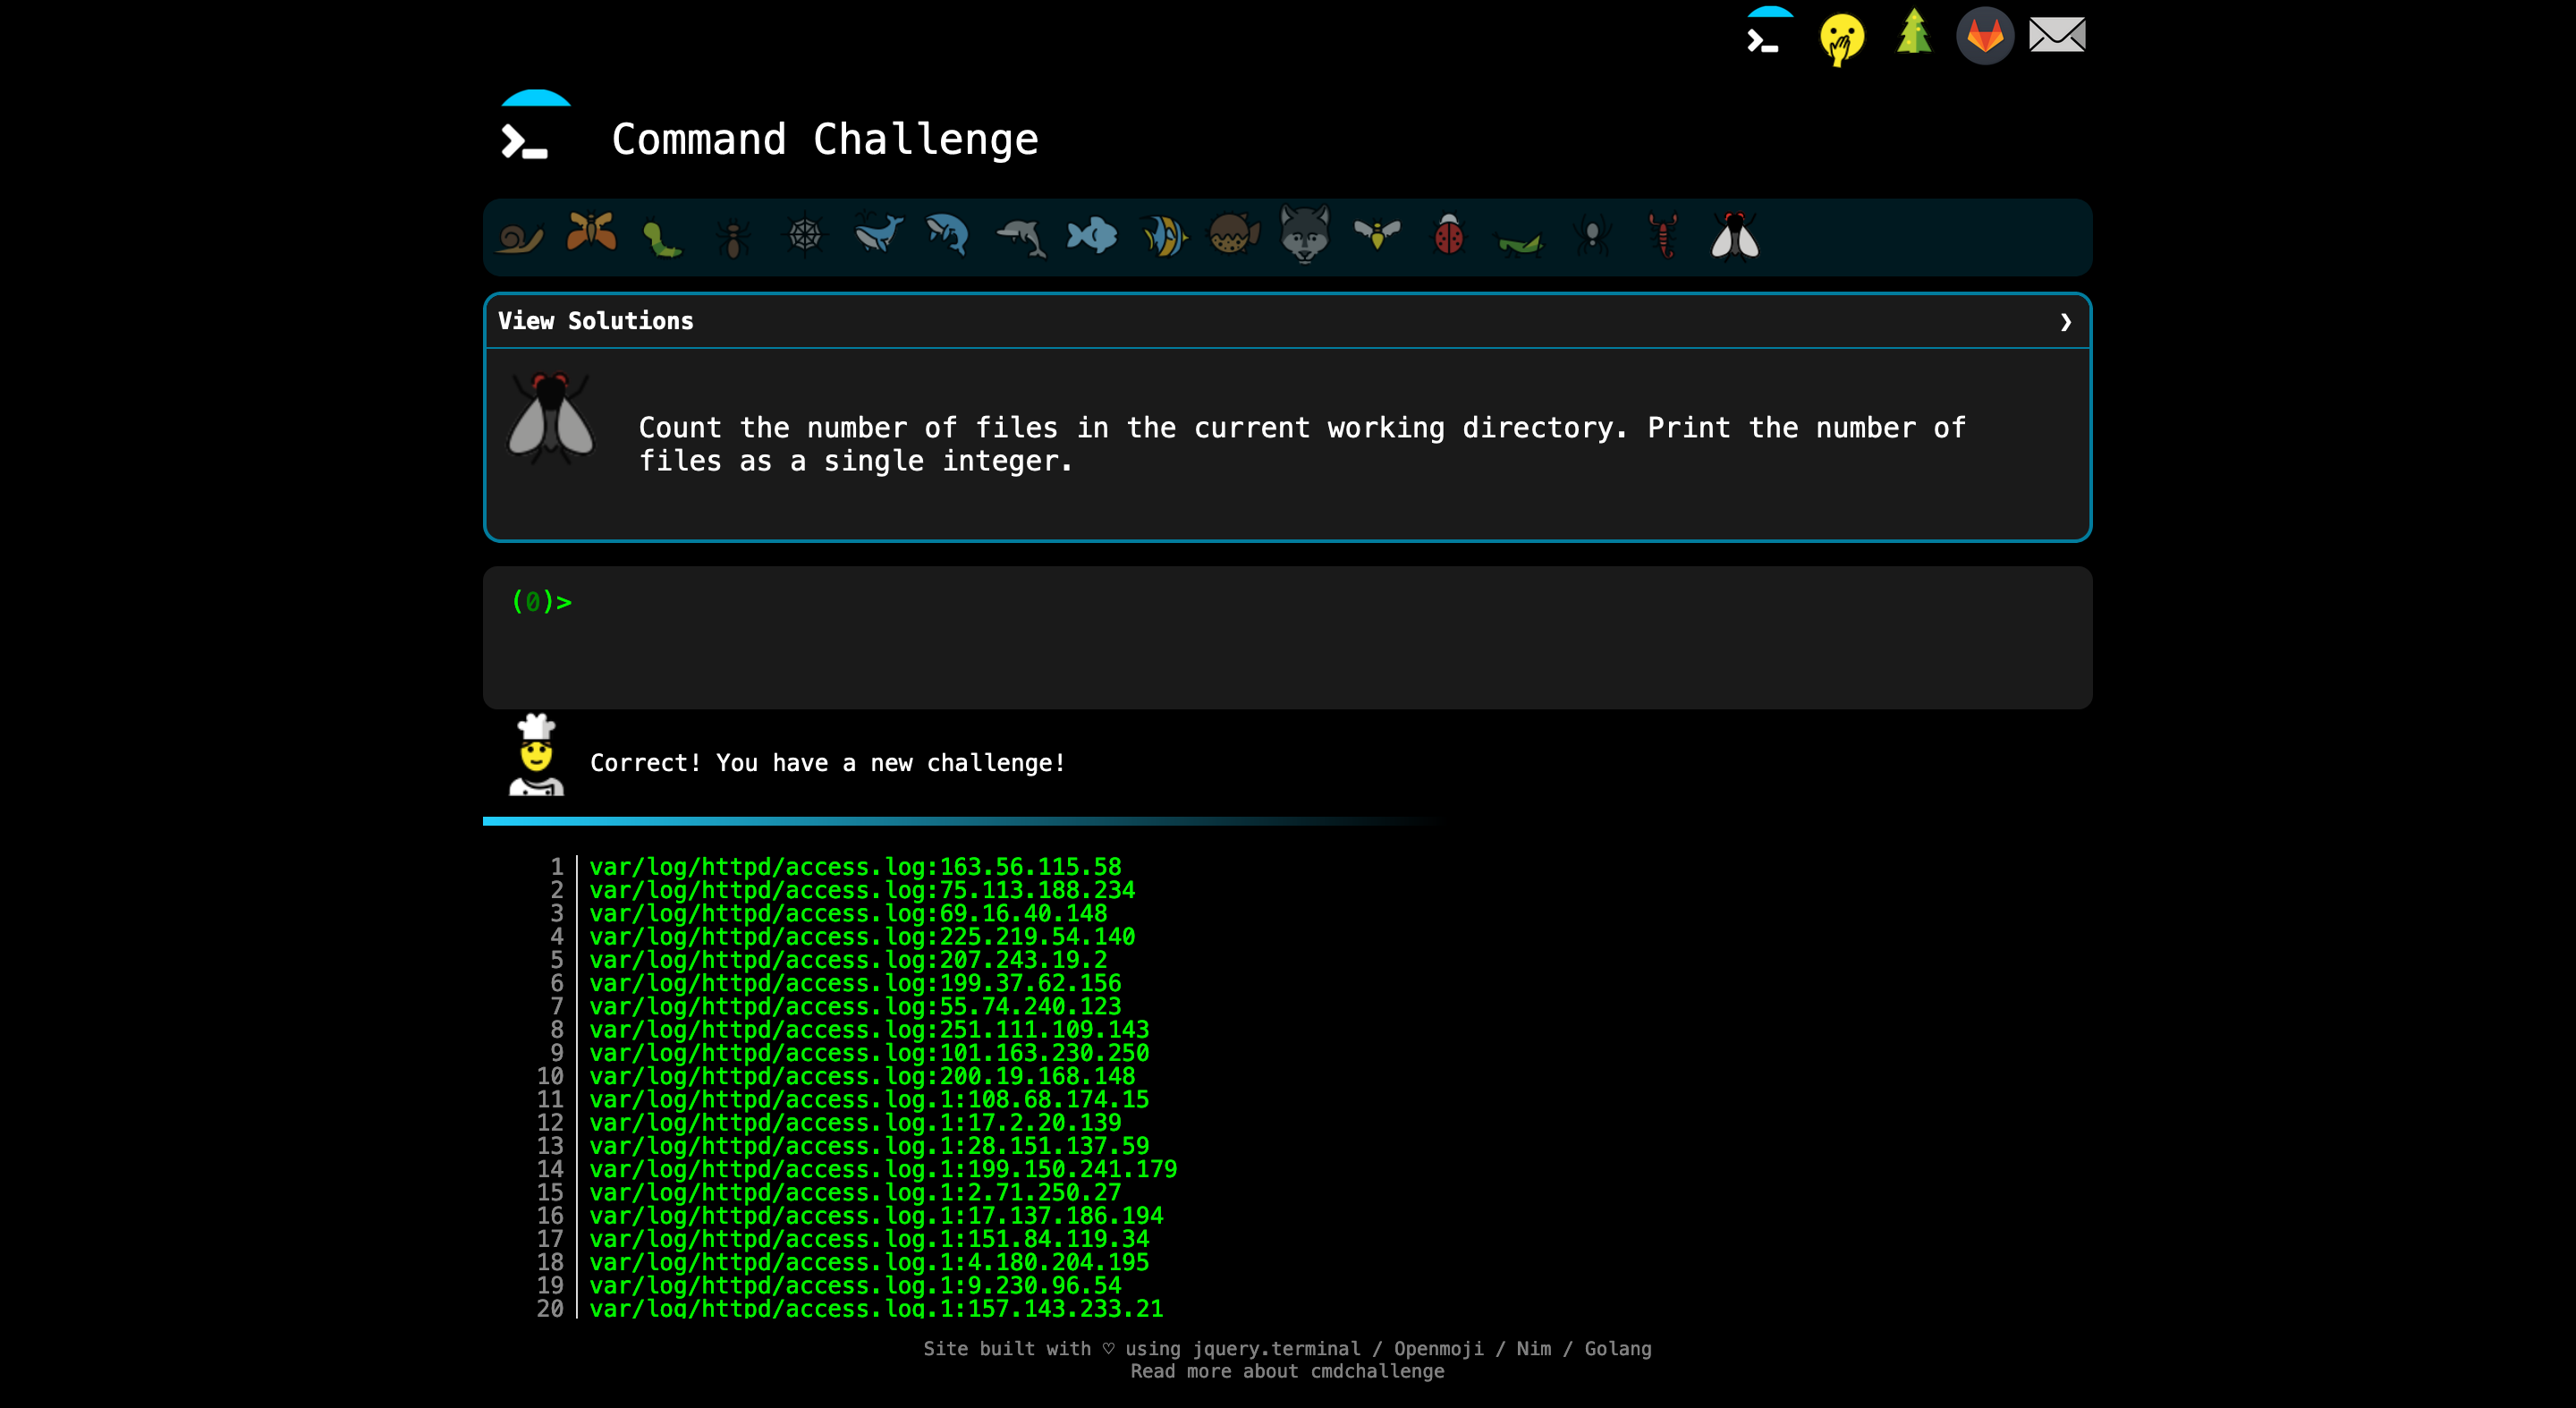 Command Challenge
View Solutions ❯
Count the number of files in the current working directory. Print the number of
files as a single integer.
(0)>
Correct! You have a new challenge!
1 var/log/httpd/access.log:163.56.115.58
2 var/log/httpd/access.log:75.113.188.234
3 var/log/httpd/access.log:69.16.40.148
4 var/log/httpd/access.log:225.219.54.140
5 var/log/httpd/access.log:207.243.19.2
6 var/log/httpd/access.log:199.37.62.156
7 var/log/httpd/access.log:55.74.240.123
8 var/log/httpd/access.log:251.111.109.143
9 var/log/httpd/access.log:101.163.230.250
10 var/log/httpd/access.log:200.19.168.148
11 var/log/httpd/access.log.1:108.68.174.15
12 var/log/httpd/access.log.1:17.2.20.139
13 var/log/httpd/access.log.1:28.151.137.59
14 var/log/httpd/access.log.1:199.150.241.179
15 var/log/httpd/access.log.1:2.71.250.27
16 var/log/httpd/access.log.1:17.137.186.194
17 var/log/httpd/access.log.1:151.84.119.34
18 var/log/httpd/access.log.1:4.180.204.195
19 var/log/httpd/access.log.1:9.230.96.54
20 var/log/httpd/access.log.1:157.143.233.21
Site built with ♡ using jquery.terminal / Openmoji / Nim / Golang
Read more about cmdchallenge